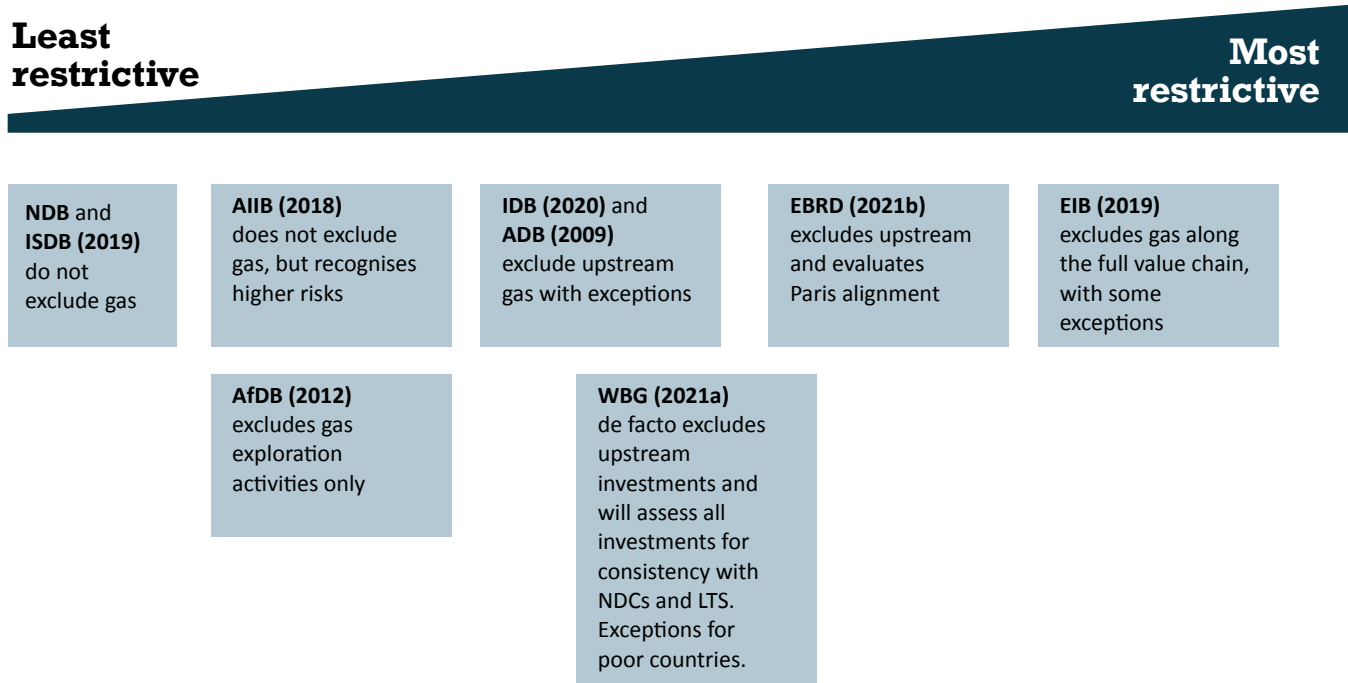 Least
restrictive
Most
restrictive
NDB and
ISDB (2019)
do not
exclude gas
AIIB (2018)
does not exclude
gas, but recognises
higher risks
IDB (2020) and
ADB (2009)
exclude upstream
gas with exceptions
EBRD (2021b)
excludes upstream
and evaluates
Paris alignment
EIB (2019)
excludes gas along
the full value chain,
with some
exceptions
AfDB (2012)
excludes gas
exploration
activities only
WBG (2021a)
de facto excludes
upstream
investments and
will assess all
investments for
consistency with
NDCs and LTS.
Exceptions for
poor countries.